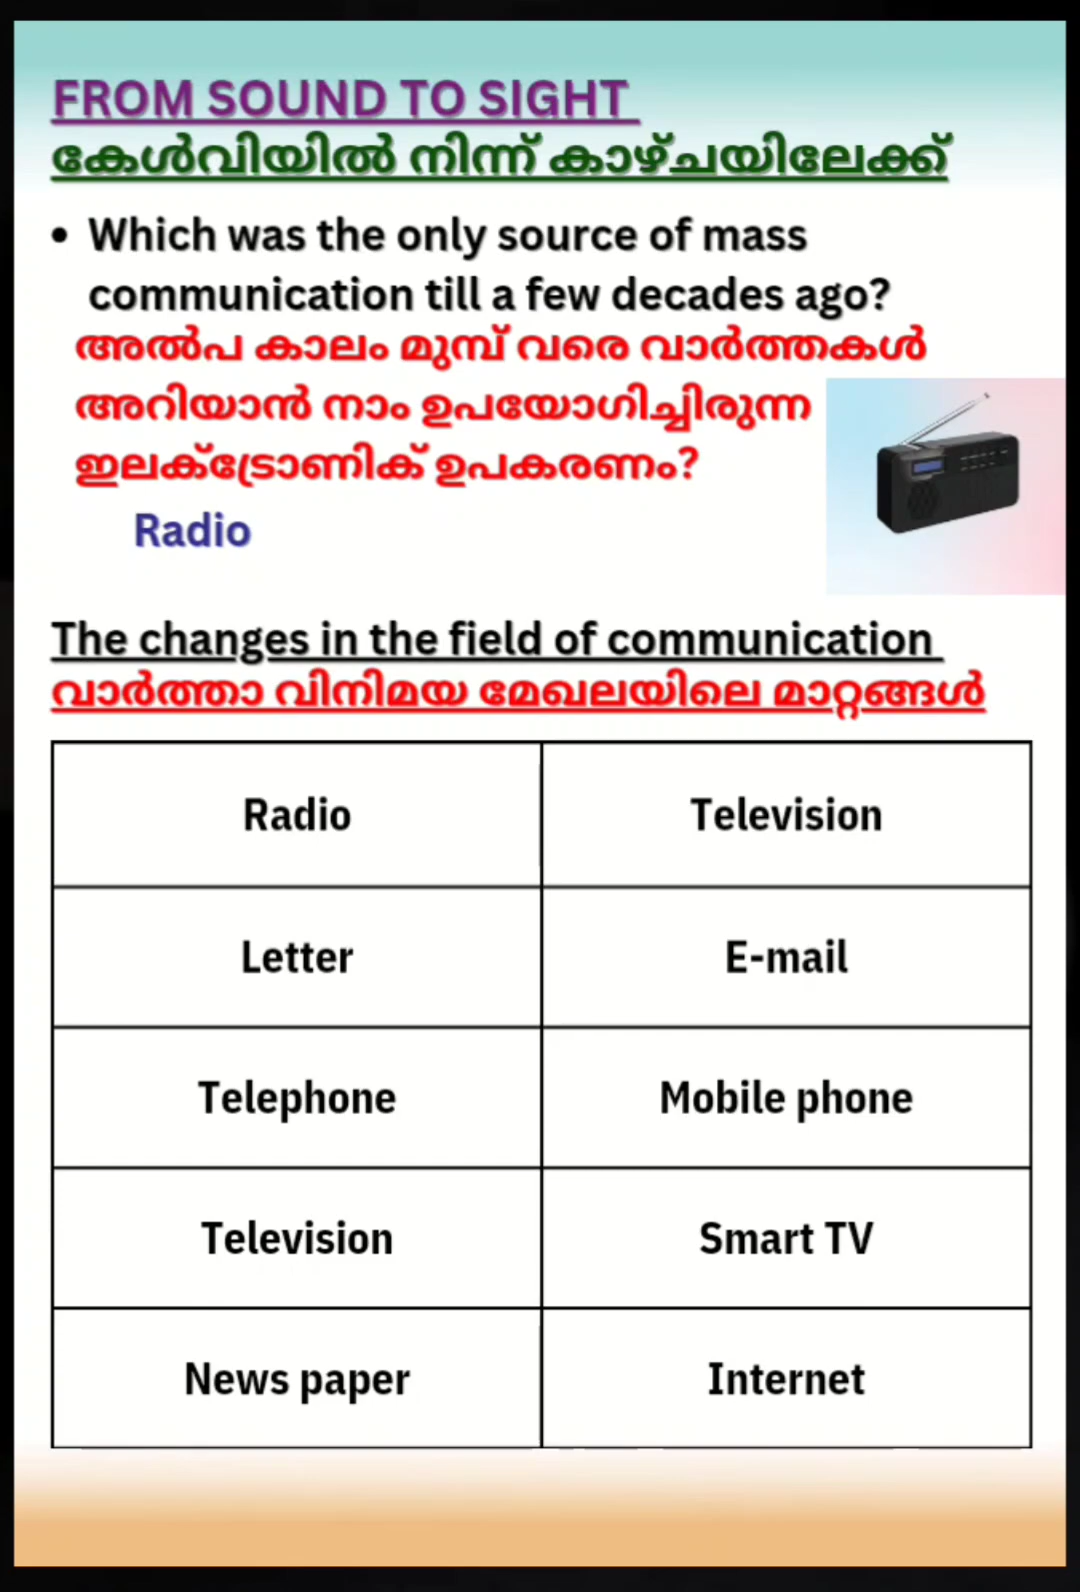 FROM SOUND TO SIGHT
കേൾവിയിൽ നിന്ന് കാഴ്ചയിലേക്ക്
• Which was the only source of mass
communication till a few decades ago?
അൽപ കാലം മുമ്പ് വരെ വാർത്തകൾ
അറിയാൻ നാം ഉപയോഗിച്ചിരുന്ന
ഇലക്ട്രോണിക് ഉപകരണം?
Radio
The changes in the field of communication
വാർത്താ വിനിമയ മേഖലയിലെ മാറ്റങ്ങൾ
Radio Television
Letter E-mail
Telephone Mobile phone
Television Smart TV
News paper Internet